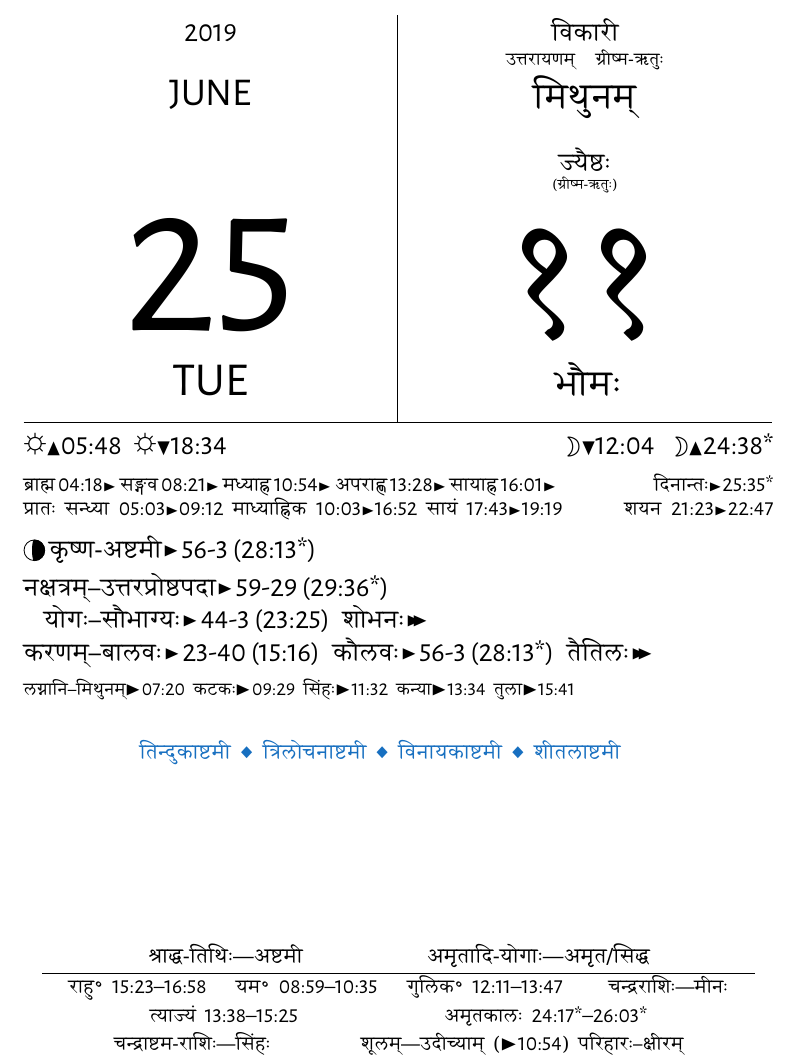 2019
JUNE
25
TUE
विकारी
उत्तरायणम् ग्रीष्म-ऋतुः
मिथुनम्
ज्यैष्ठः
(ग्रीष्म-ऋतुः)
११
भौमः
☼▲05:48 ☼▼18:34 ☽▼12:04 ☽▲24:38*
ब्राह्म 04:18► सङ्गव 08:21► मध्याह्न 10:54► अपराह्ण 13:28► सायाह्न 16:01► दिनान्तः►25:35*
प्रातः सन्ध्या 05:03►09:12 माध्याह्निक 10:03►16:52 सायं 17:43►19:19 शयन 21:23►22:47
कृष्ण-अष्टमी►56-3 (28:13*)
नक्षत्रम्–उत्तरप्रोष्ठपदा►59-29 (29:36*)
योगः–सौभाग्यः►44-3 (23:25) शोभनः►►
करणम्–बालवः►23-40 (15:16) कौलवः►56-3 (28:13*) तैतिलः►►
लग्नानि–मिथुनम्►07:20 कटकः►09:29 सिंहः►11:32 कन्या►13:34 तुला►15:41
तिन्दुकाष्टमी ◆ त्रिलोचनाष्टमी ◆ विनायकाष्टमी ◆ शीतलाष्टमी
श्राद्ध-तिथिः—अष्टमी अमृतादि-योगाः—अमृत/सिद्ध
राहु॰ 15:23–16:58 यम॰ 08:59–10:35 गुलिक॰ 12:11–13:47 चन्द्रराशिः—मीनः
त्याज्यं 13:38–15:25 अमृतकालः 24:17*–26:03*
चन्द्राष्टम-राशिः—सिंहः शूलम्—उदीच्याम् (►10:54) परिहारः–क्षीरम्